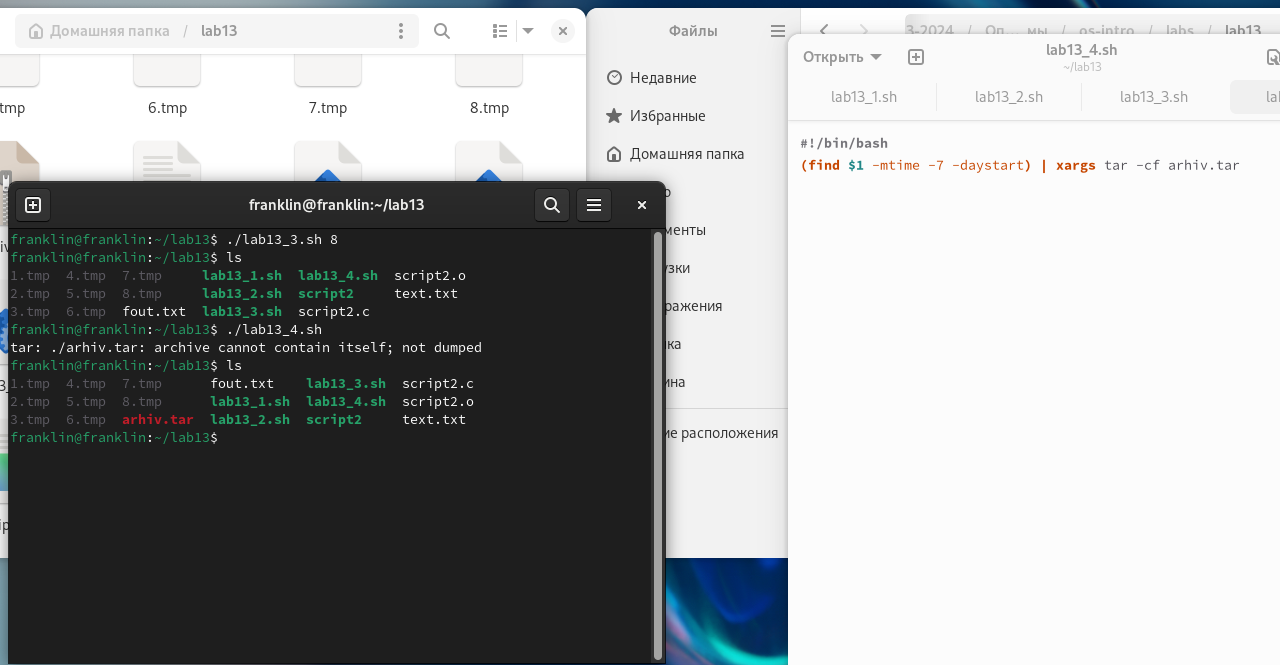 Домашняя папка / lab13
tmp 6.tmp 7.tmp 8.tmp
Файлы
Недавние
Избранные
Домашняя папка
3-2024 / Оп… мы / os-intro / labs / lab13
Открыть
lab13_4.sh
~/lab13
lab13_1.sh lab13_2.sh lab13_3.sh
#!/bin/bash
(find $1 -mtime -7 -daystart) | xargs tar -cf arhiv.tar
franklin@franklin:~/lab13
franklin@franklin:~/lab13$ ./lab13_3.sh 8
franklin@franklin:~/lab13$ ls
1.tmp 4.tmp 7.tmp lab13_1.sh lab13_4.sh script2.o
2.tmp 5.tmp 8.tmp lab13_2.sh script2 text.txt
3.tmp 6.tmp fout.txt lab13_3.sh script2.c
franklin@franklin:~/lab13$ ./lab13_4.sh
tar: ./arhiv.tar: archive cannot contain itself; not dumped
franklin@franklin:~/lab13$ ls
1.tmp 4.tmp 7.tmp fout.txt lab13_3.sh script2.c
2.tmp 5.tmp 8.tmp lab13_1.sh lab13_4.sh script2.o
3.tmp 6.tmp arhiv.tar lab13_2.sh script2 text.txt
franklin@franklin:~/lab13$
расположения